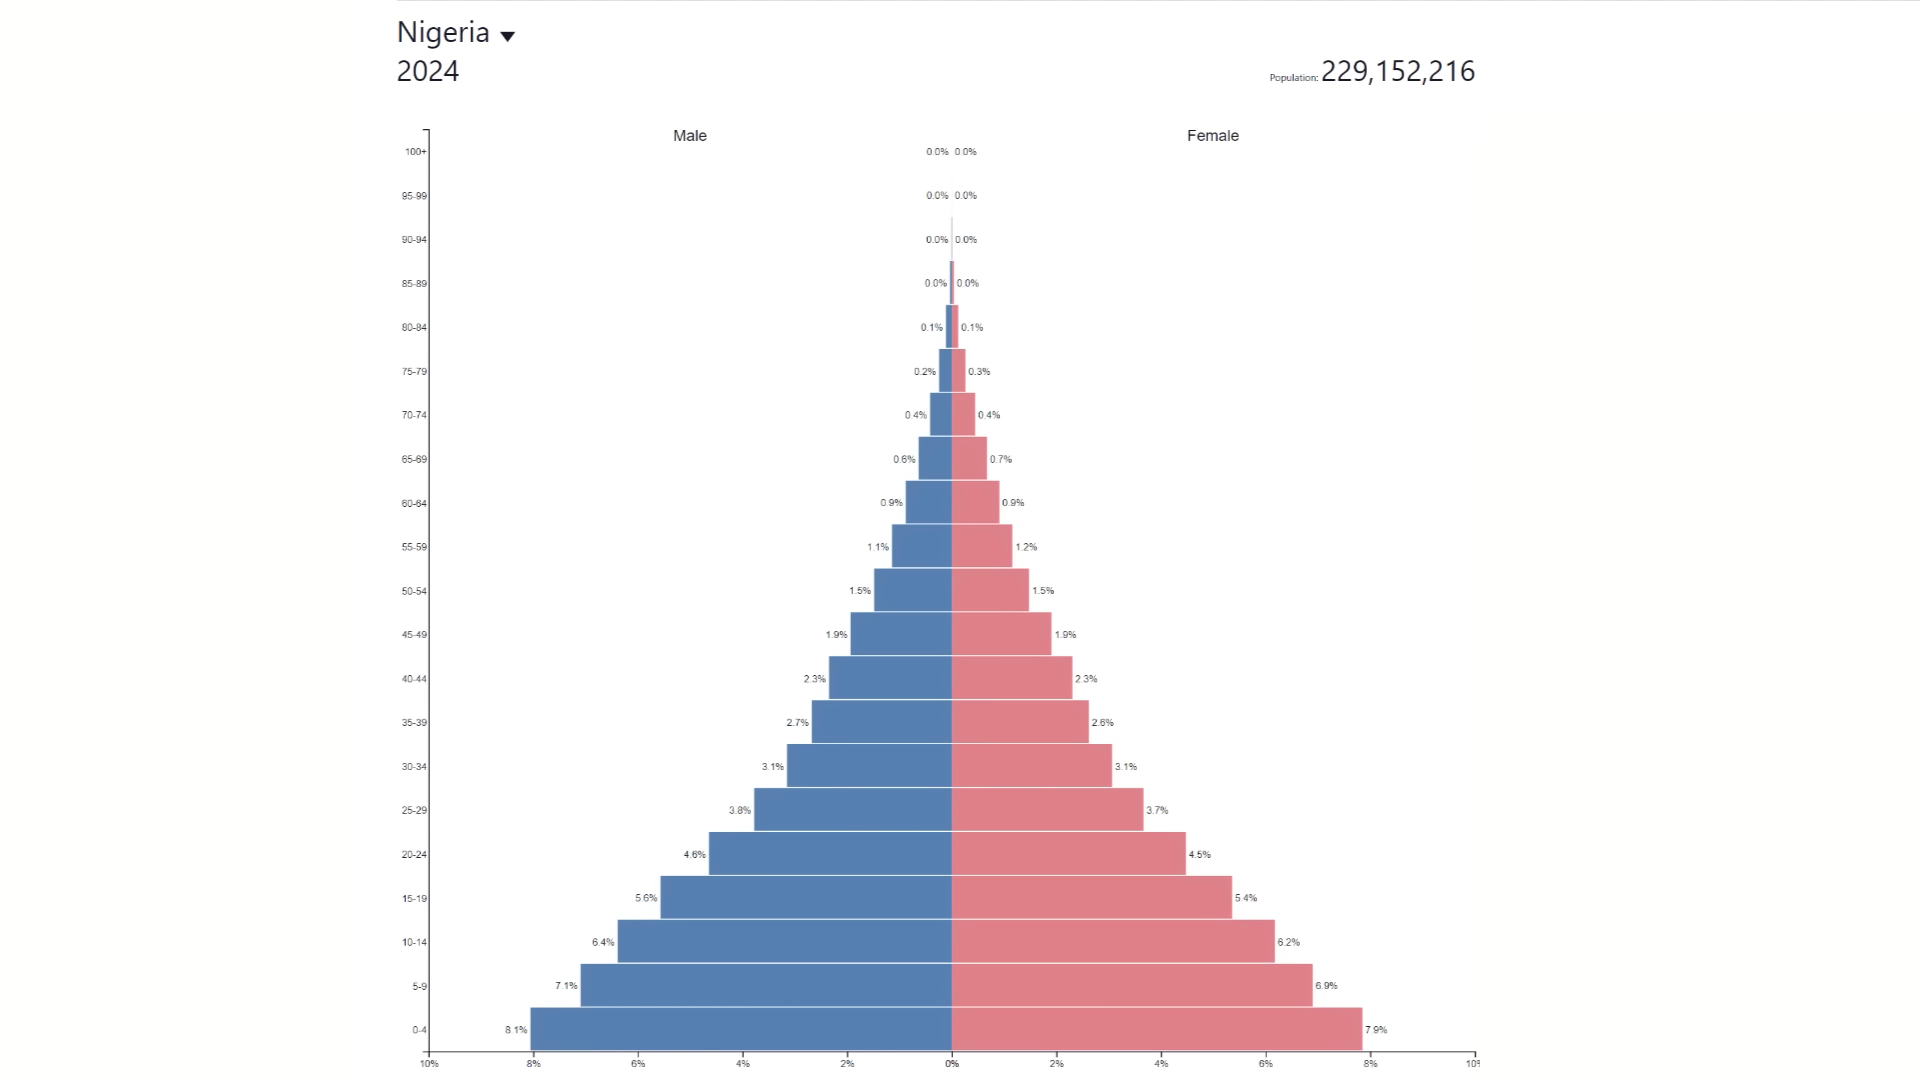 Nigeria
2024
Population: 229,152,216
Male Female
100+ 0.0% 0.0%
95-99 0.0% 0.0%
90-94 0.0% 0.0%
85-89 0.0% 0.0%
80-84 0.1% 0.1%
75-79 0.2% 0.3%
70-74 0.4% 0.4%
65-69 0.6% 0.7%
60-64 0.9% 0.9%
55-59 1.1% 1.2%
50-54 1.5% 1.5%
45-49 1.9% 1.9%
40-44 2.3% 2.3%
35-39 2.7% 2.6%
30-34 3.1% 3.1%
25-29 3.8% 3.7%
20-24 4.6% 4.5%
15-19 5.6% 5.4%
10-14 6.4% 6.2%
5-9 7.1% 6.9%
0-4 8.1% 7.9%
10% 8% 6% 4% 2% 0% 2% 4% 6% 8% 10%